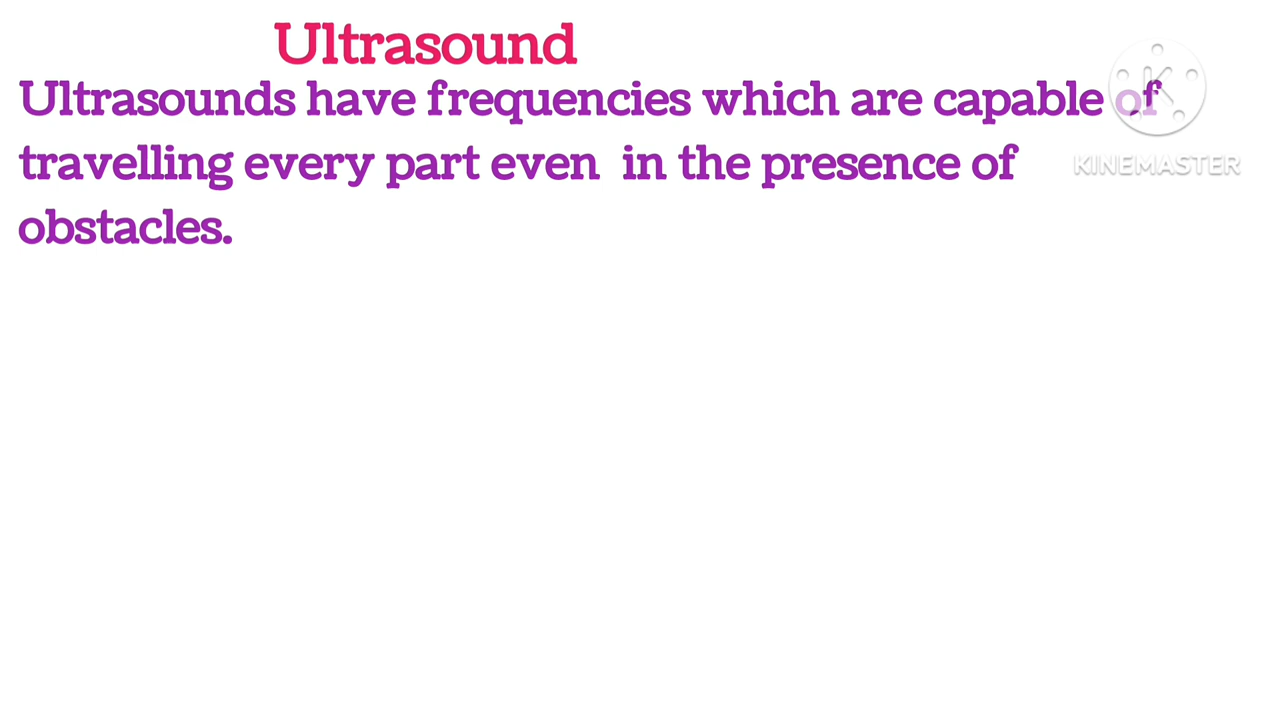 Ultrasound
Ultrasounds have frequencies which are capable of
travelling every part even  in the presence of
KINEMASTER
obstacles.